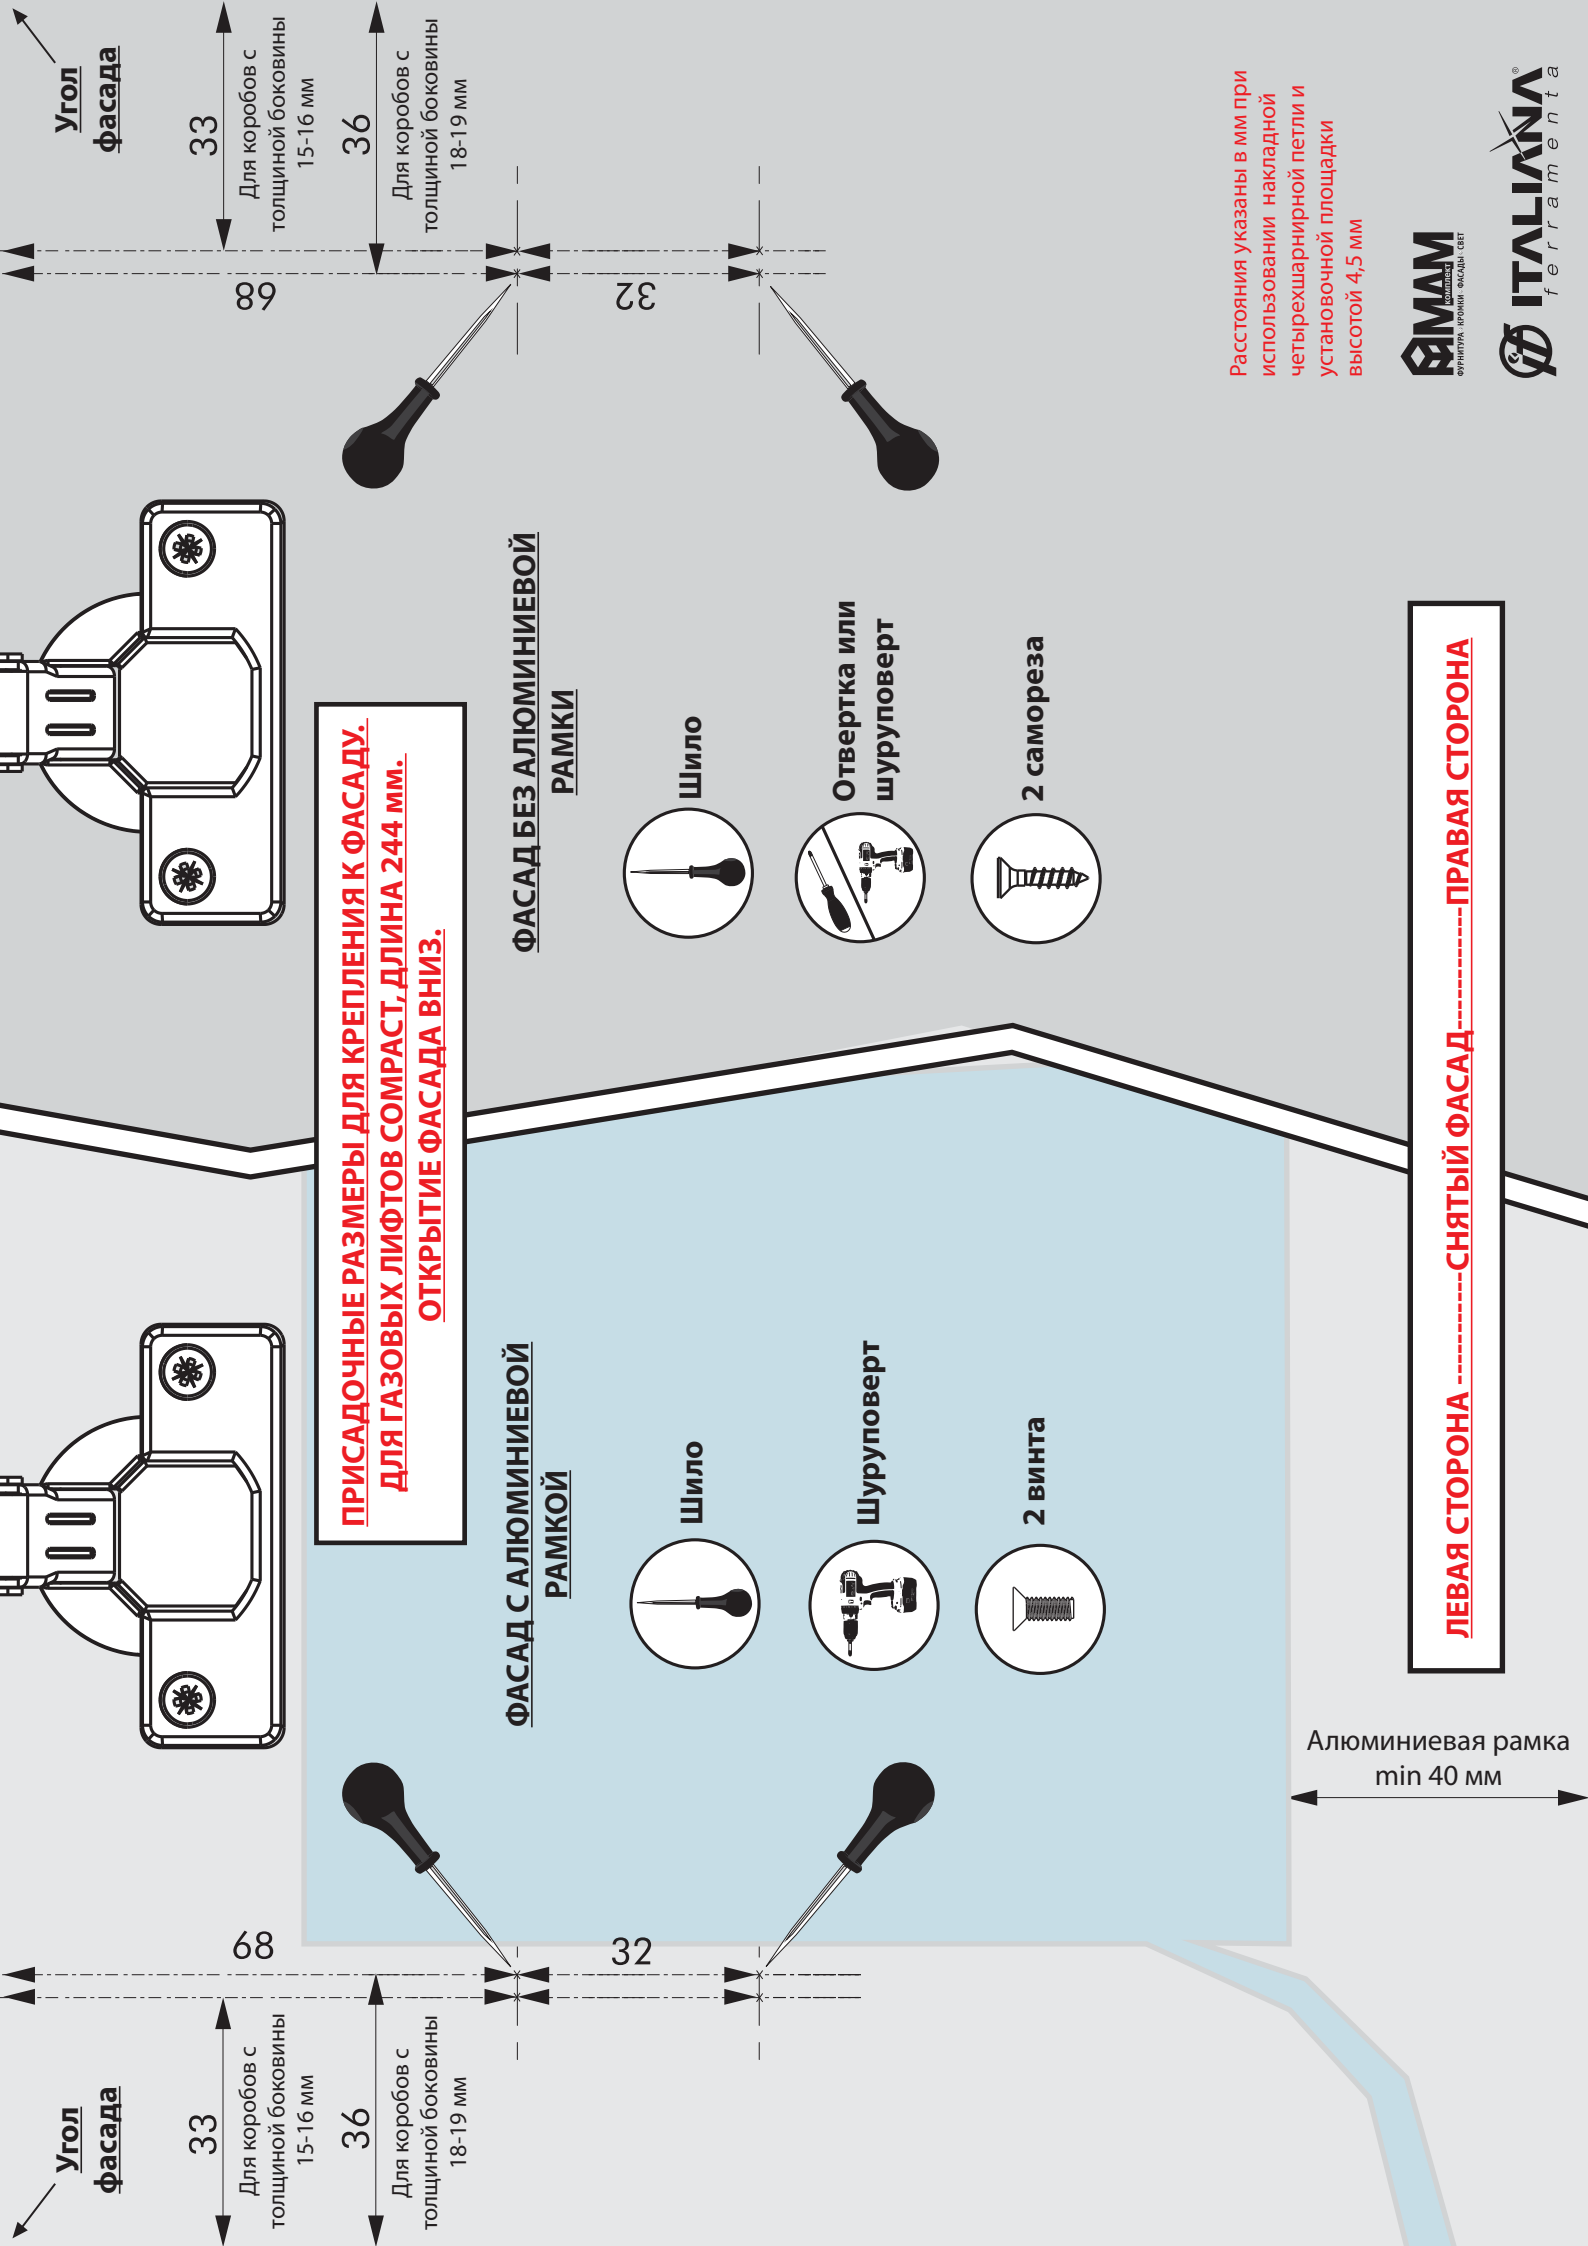 Угол
фасада
33
Для коробов с
толщиной боковины
15-16 мм
36
Для коробов с
толщиной боковины
18-19 мм
68
32
Угол
фасада
33
Для коробов с
толщиной боковины
15-16 мм
36
Для коробов с
толщиной боковины
18-19 мм
68
32
ПРИСАДОЧНЫЕ РАЗМЕРЫ ДЛЯ КРЕПЛЕНИЯ К ФАСАДУ.
ДЛЯ ГАЗОВЫХ ЛИФТОВ COMPACT, ДЛИНА 244 мм.
ОТКРЫТИЕ ФАСАДА ВНИЗ.
ФАСАД С АЛЮМИНИЕВОЙ
РАМКОЙ
Шило
Шуруповерт
2 винта
ФАСАД БЕЗ АЛЮМИНИЕВОЙ
РАМКИ
Шило
Отвертка или
шуруповерт
2 самореза
Алюминиевая рамка
min 40 мм
ЛЕВАЯ СТОРОНА ------------СНЯТЫЙ ФАСАД-------------ПРАВАЯ СТОРОНА
Расстояния указаны в мм при
использовании накладной
четырехшарнирной петли и
установочной площадки
высотой 4,5 мм
МАМ
КОМПЛЕКТ
ФУРНИТУРА · КРОМКИ · ФАСАДЫ · СВЕТ
ITALIANA®
ferramenta